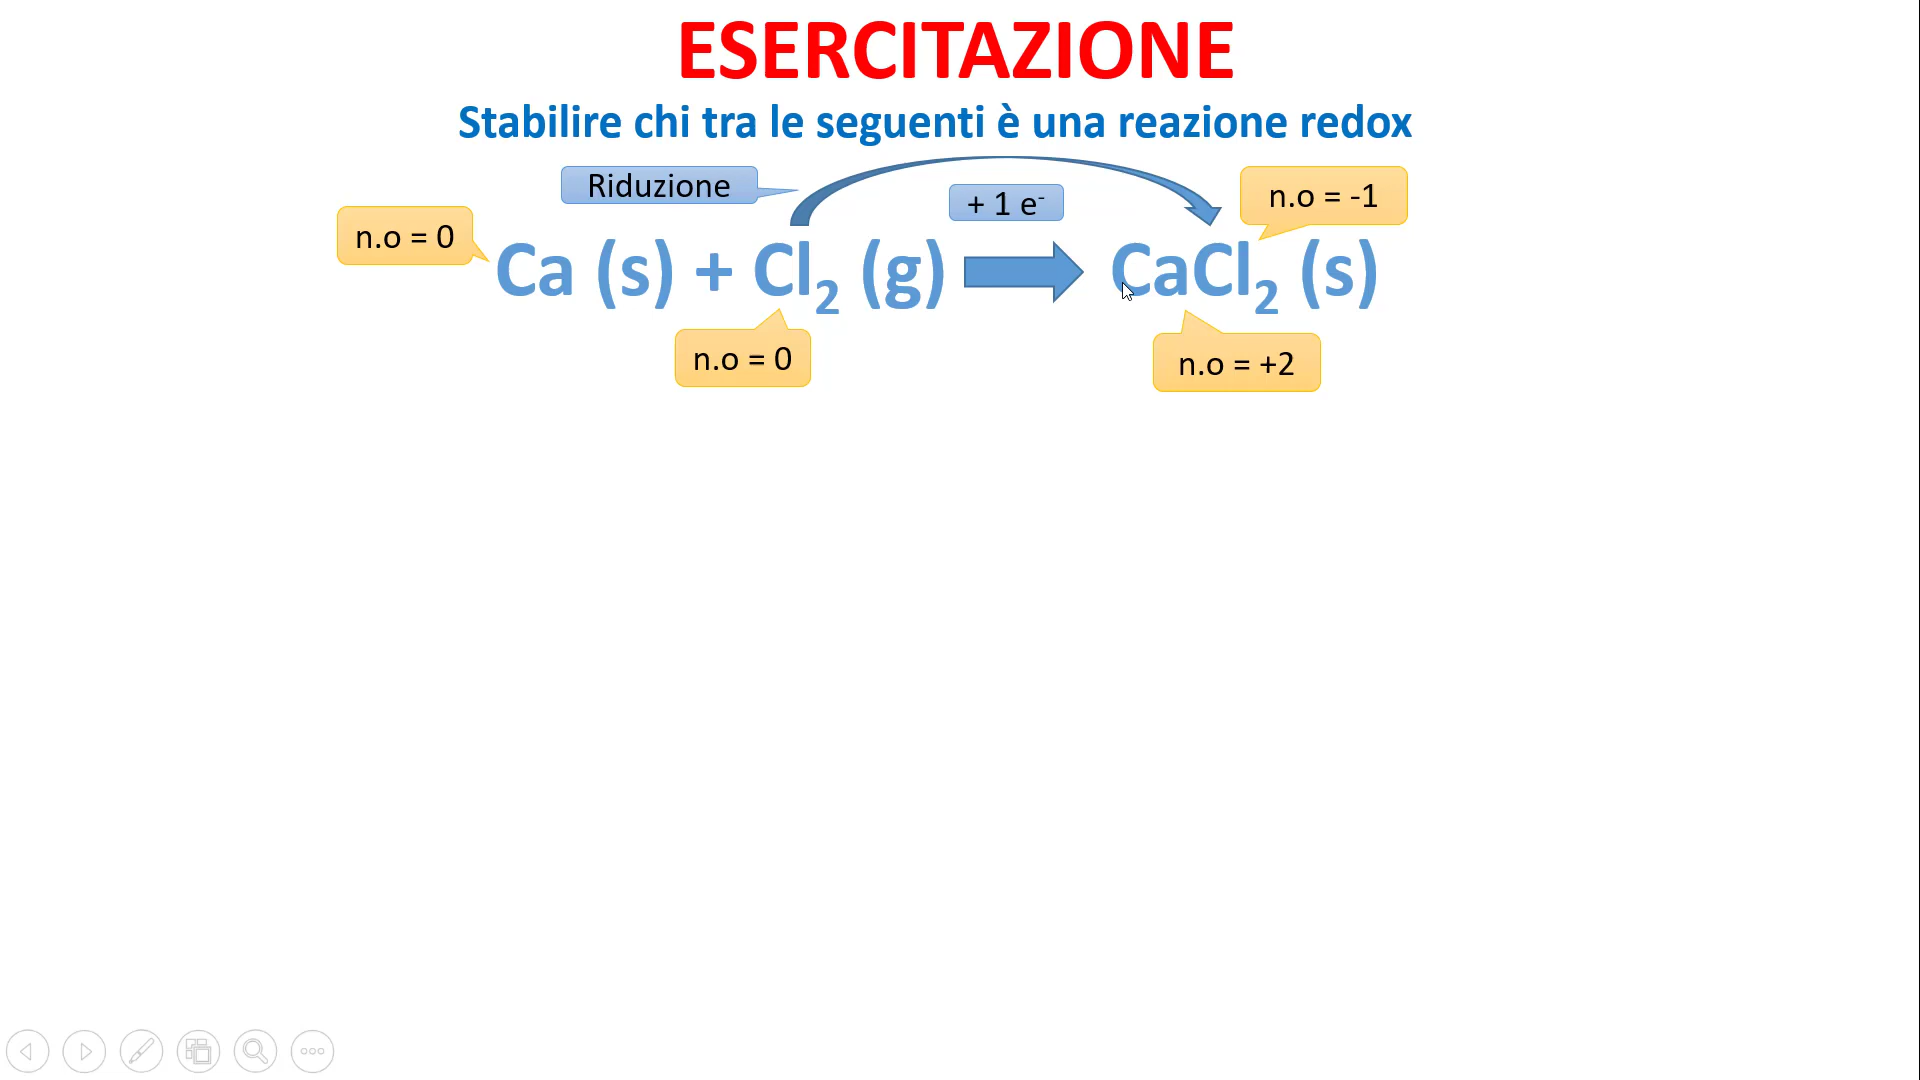 ESERCITAZIONE
Stabilire chi tra le seguenti è una reazione redox
Riduzione
+ 1 e⁻
n.o = -1
n.o = 0
Ca (s) + Cl₂ (g) CaCl₂ (s)
n.o = 0
n.o = +2